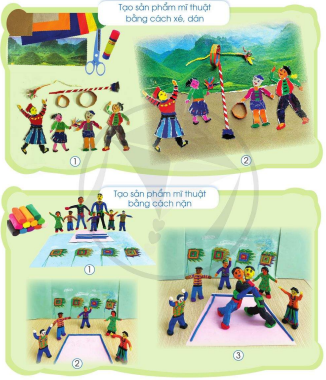 Tạo sản phẩm mĩ thuật
bằng cách xé, dán
1
2
Tạo sản phẩm mĩ thuật
bằng cách nặn
1
2
3